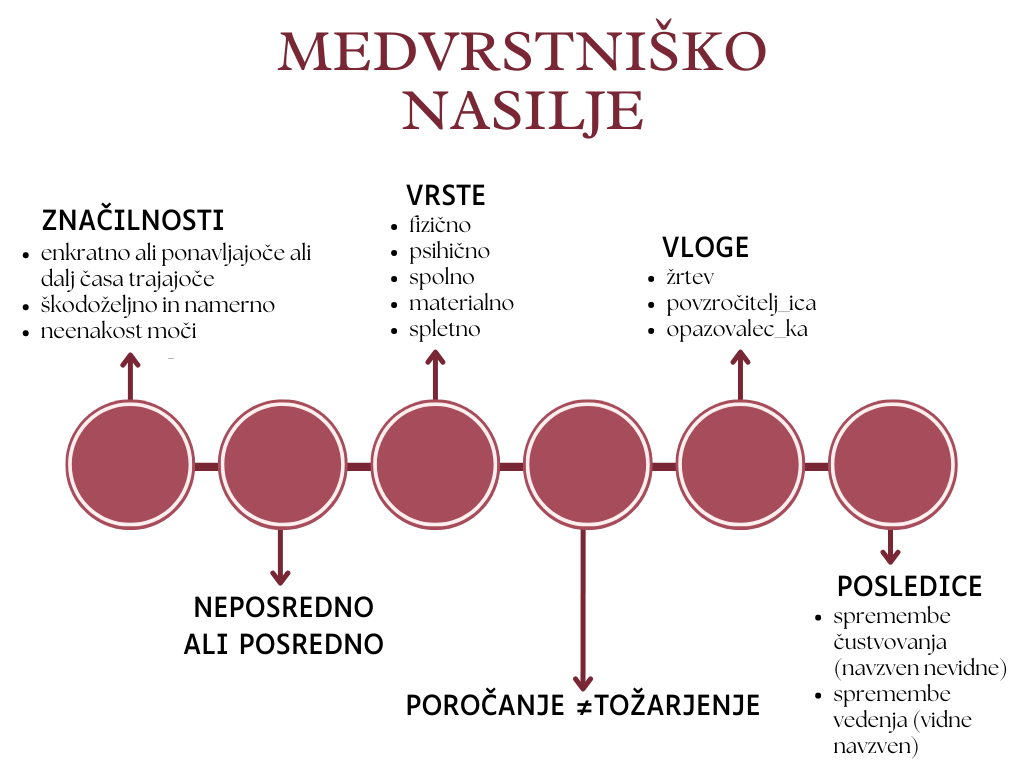 MEDVRSTNIŠKO
NASILJE
ZNAČILNOSTI
• enkratno ali ponavljajoče ali
dalj časa trajajoče
• škodoželjno in namerno
• neenakost moči
VRSTE
• fizično
• psihično
• spolno
• materialno
• spletno
VLOGE
• žrtev
• povzročitelj_ica
• opazovalec_ka
NEPOSREDNO
ALI POSREDNO
POROČANJE ≠TOŽARJENJE
POSLEDICE
• spremembe
čustvovanja
(navzven nevidne)
• spremembe
vedenja (vidne
navzven)